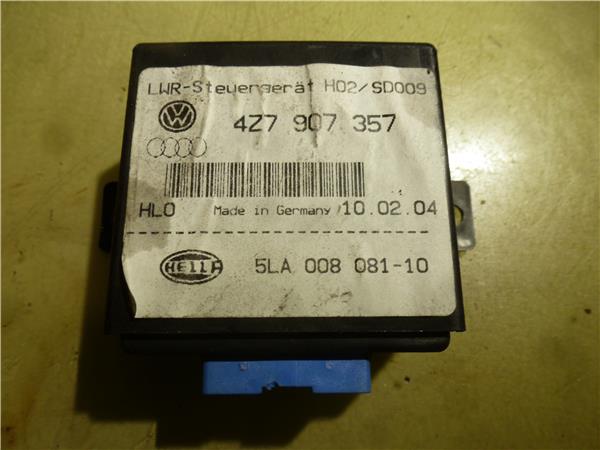 LWR-Steuergerät H02/SD009
4Z7 907 357
HLO Made in Germany 10.02.04
HELLA 5LA 008 081-10